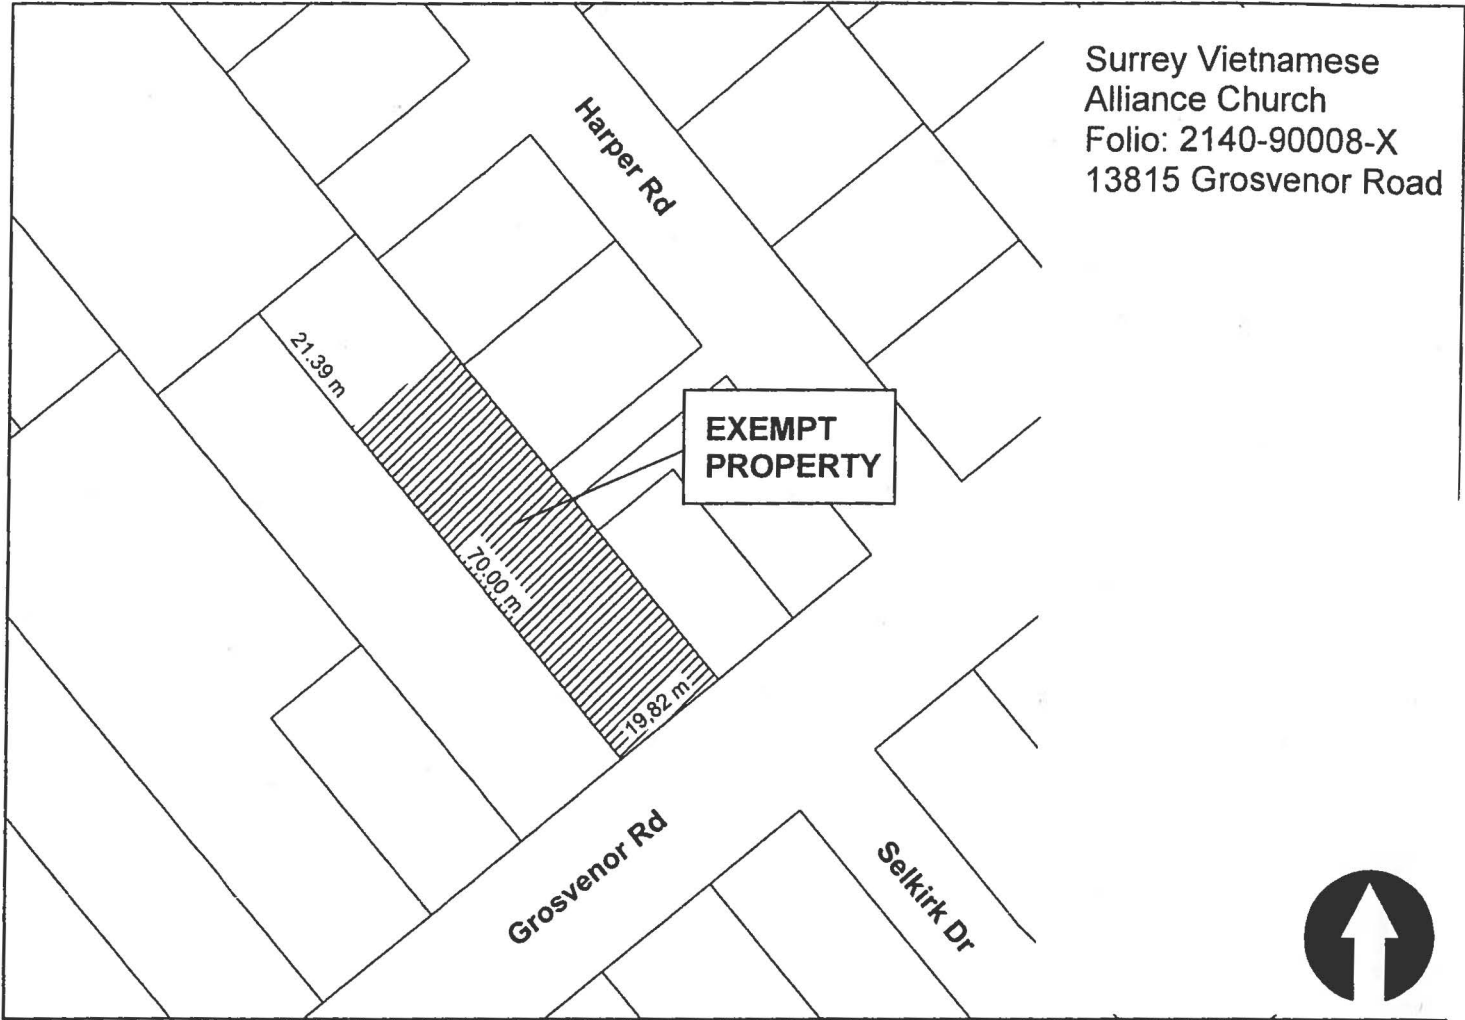 Surrey Vietnamese
Alliance Church
Folio: 2140-90008-X
13815 Grosvenor Road
Harper Rd
21.39 m
EXEMPT
PROPERTY
70.00 m
19,82 m
Grosvenor Rd
Selkirk Dr